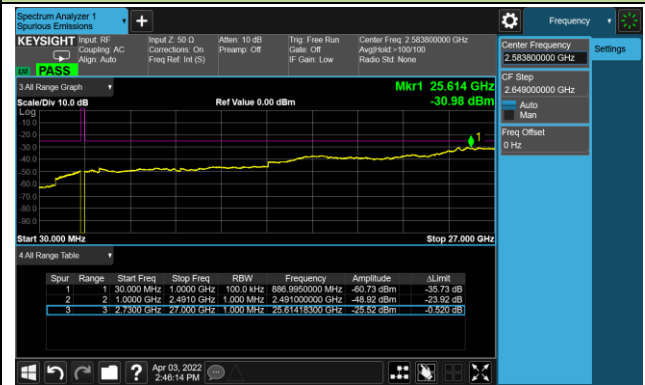 Spectrum Analyzer 1
Spurious Emissions
+
Frequency
KEYSIGHT
Input: RF
Coupling: AC
Align: Auto
Input Z: 50 Ω
Corrections: On
Freq Ref: Int (S)
Atten: 10 dB
Preamp: Off
Trig: Free Run
Gate: Off
IF Gain: Low
Center Freq: 2.583800000 GHz
Avg|Hold:>100/100
Radio Std: None
LXI
PASS
Center Frequency
2.583800000 GHz
Settings
CF Step
2.649000000 GHz
Auto
Man
Freq Offset
0 Hz
3 All Range Graph
Mkr1 25.614 GHz
Scale/Div 10.0 dB
Ref Value 0.00 dBm
-30.98 dBm
Log
-10.0
-20.0
-30.0
-40.0
-50.0
-60.0
-70.0
-80.0
-90.0
1
Start 30.000 MHz
Stop 27.000 GHz
4 All Range Table
Spur Range Start Freq Stop Freq RBW Frequency Amplitude ΔLimit
1 1 30.000 MHz 1.0000 GHz 100.0 kHz 886.9950000 MHz -60.73 dBm -35.73 dB
2 2 1.0000 GHz 2.4910 GHz 1.000 MHz 2.491000000 GHz -48.92 dBm -23.92 dB
3 3 2.7300 GHz 27.000 GHz 1.000 MHz 25.61418300 GHz -25.52 dBm -0.520 dB
?
Apr 03, 2022
2:46:14 PM